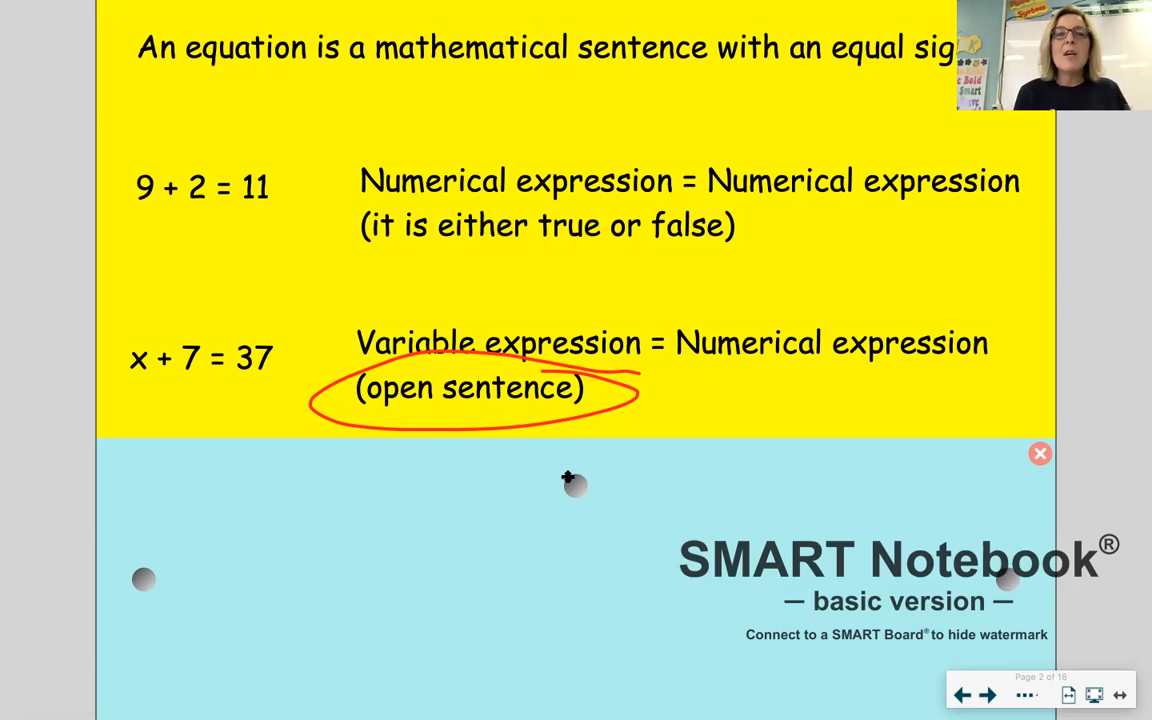 An equation is a mathematical sentence with an equal sig
9 + 2 = 11
Numerical expression = Numerical expression
(it is either true or false)
x + 7 = 37
Variable expression = Numerical expression
(open sentence)
SMART Notebook®
— basic version —
Connect to a SMART Board® to hide watermark
Page 2 of 18
Bold
Smart